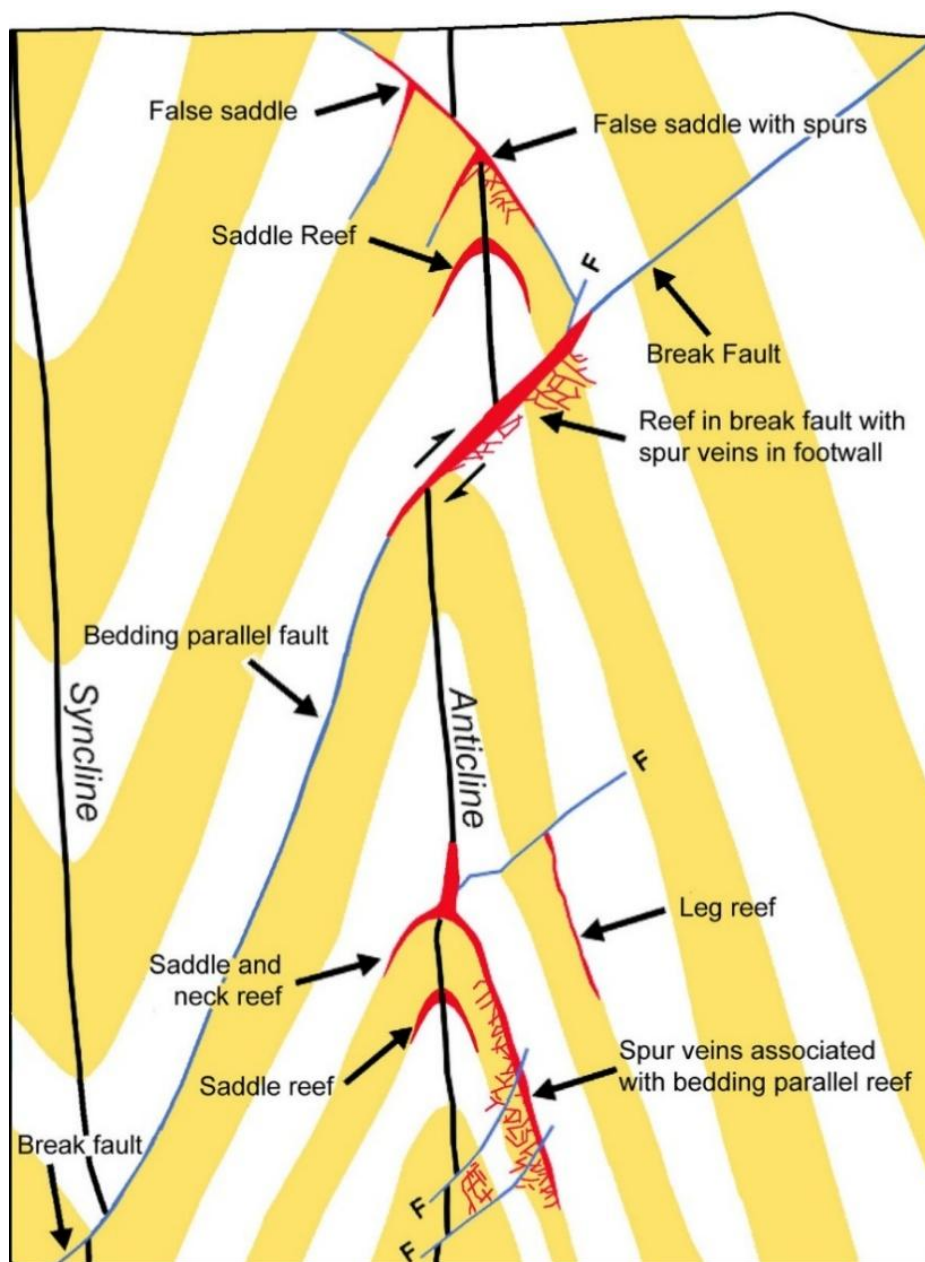 False saddle
False saddle with spurs
Saddle Reef
F
Break Fault
Reef in break fault with
spur veins in footwall
Bedding parallel fault
Syncline
Anticline
F
Leg reef
Saddle and
neck reef
Saddle reef
Spur veins associated
with bedding parallel reef
Break fault
F
F